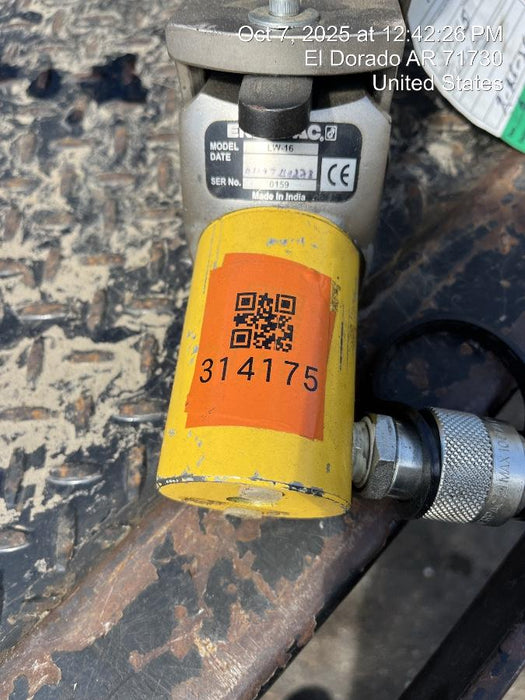 Oct 7, 2025 at 12:42:26 PM
El Dorado AR 71730
United States
MODEL LW-16
DATE
SER No. 0159
CE
Made in India
314175